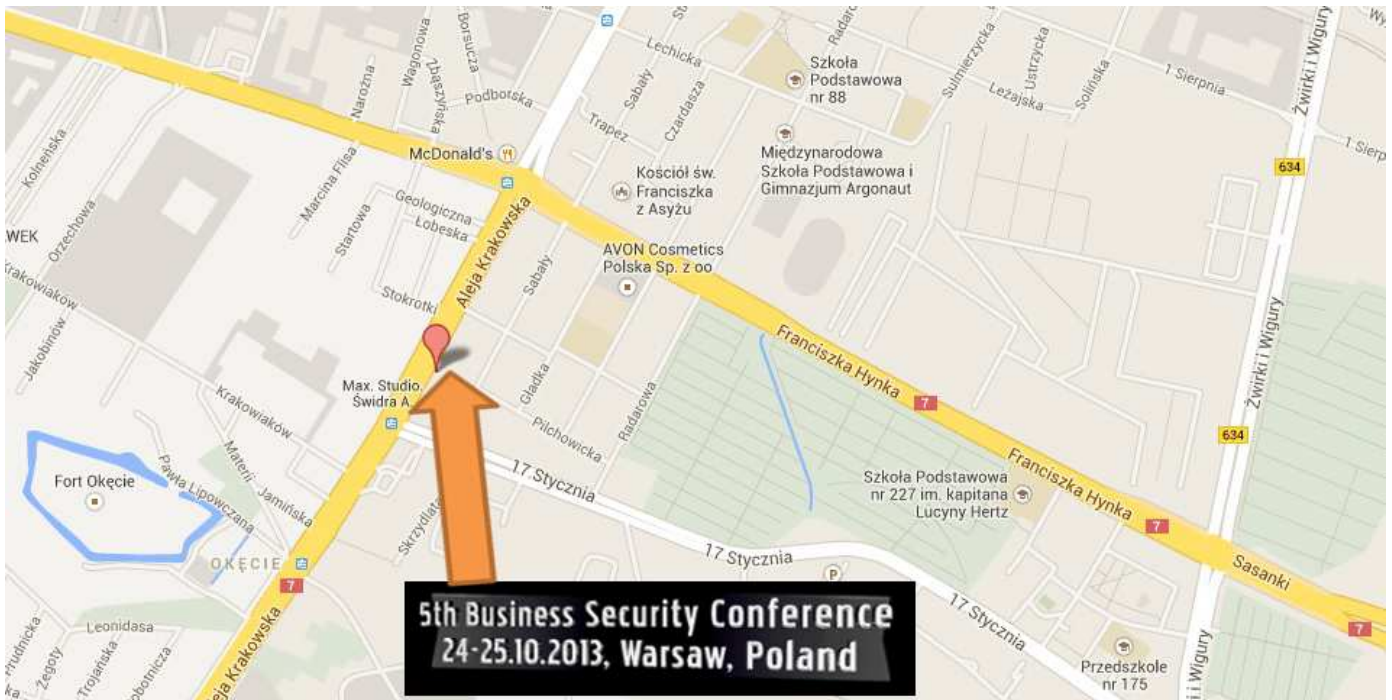 Lechicka
Sabały
Radarowa
Szkoła
Podstawowa
nr 88
Sulmierzycka
Ustrzycka
Leżajska
Solińska
1 Sierpnia
Żwirki i Wigury
Wagonowa
Zbąszyńska
Borsucza
Narożna
Podbotska
Trapez
Czardasza
Kolneńska
Marcina Flisa
McDonald's
Międzynarodowa
Szkoła Podstawowa i
Gimnazjum Argonaut
634
Kościół św.
Franciszka
z Asyżu
Orzechowa
Startowa
Geologiczna
Łobeska
Aleja Krakowska
WEK
AVON Cosmetics
Polska Sp. z oo
Sabały
Krakowiaków
Stokrotki
Jakobinów
Franciszka Hynka
7
Żwirki i Wigury
Max. Studio.
Świdra A.
Gładka
Radarowa
Krakowiaków
Pilchowicka
634
Materii
Pawła Lipowczana
Fort Okęcie
Jamińska
17 Stycznia
Szkoła Podstawowa
nr 227 im. kapitana
Lucyny Hertz
Franciszka Hynka
7
Skrzydlata
OKĘCIE
7
17 Stycznia
P
Sasanki
5th Business Security Conference
24-25.10.2013, Warsaw, Poland
17 Stycznia
7
Leonidasa
Żegoty
Trojańska
Przedszkole
nr 175